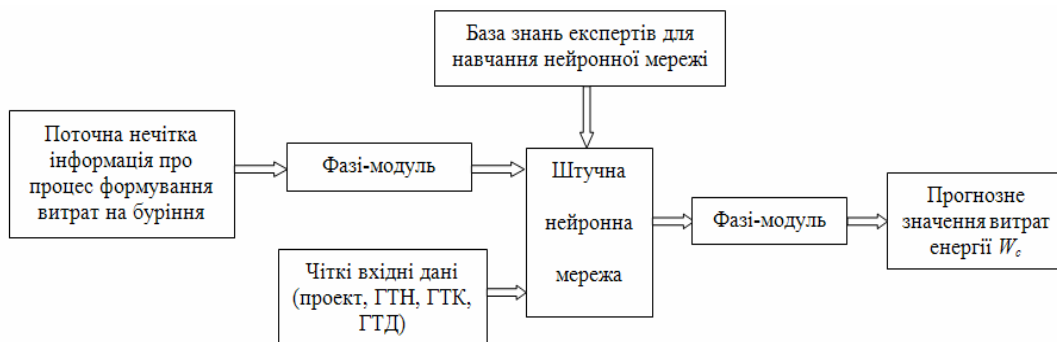 База знань експертів для
навчання нейронної мережі
Поточна нечітка
інформація про
процес формування
витрат на буріння
Фазі-модуль
Штучна
нейронна
мережа
Чіткі вхідні дані
(проект, ГТН, ГТК,
ГТД)
Фазі-модуль
Прогнозне
значення витрат
енергії Wc